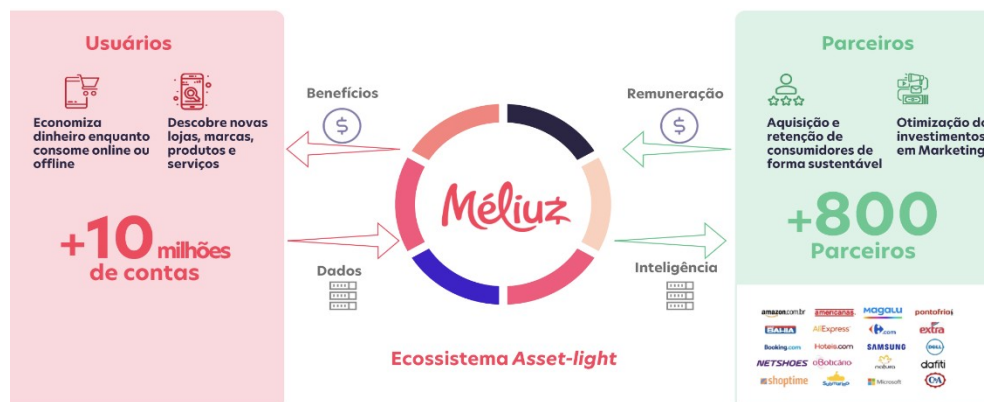 Usuários
Economiza
dinheiro enquanto
consome online ou
offline
Descobre novas
lojas, marcas,
produtos e
serviços
+10 milhões
de contas
Benefícios
$
Dados
Méliuz
Ecossistema Asset-light
Remuneração
$
Inteligência
Parceiros
Aquisição e
retenção de
consumidores de
forma sustentável
Otimização do
investimentos
em Marketing
+800
Parceiros
amazon.com.br americanas MAGALU pontofrio
CASAS BAHIA AliExpress Carrefour.com extra
Booking.com Hoteis.com SAMSUNG DELL
NETSHOES oBoticário natura dafiti
shoptime Submarino Microsoft C&A